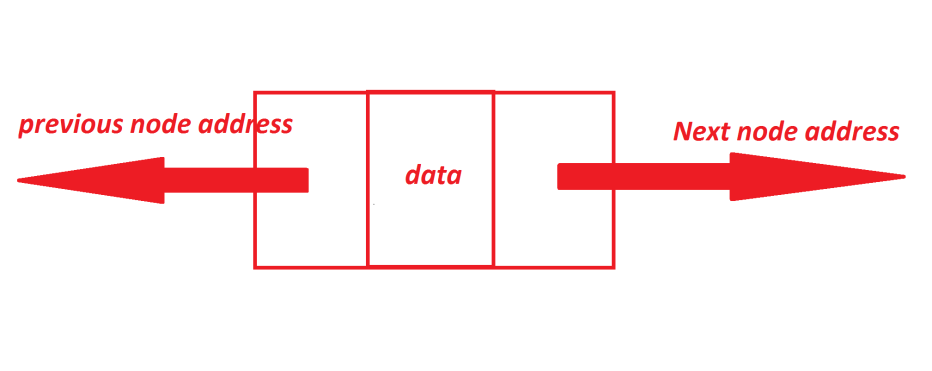 previous node address
Next node address
data